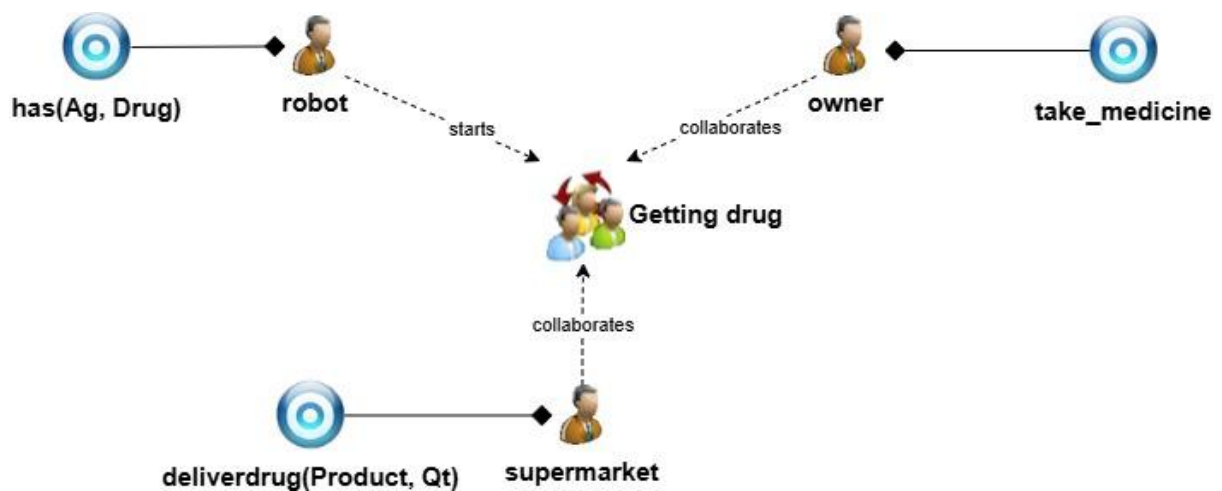 has(Ag, Drug)
robot
owner
take_medicine
starts
collaborates
Getting drug
collaborates
deliverdrug(Product, Qt)
supermarket